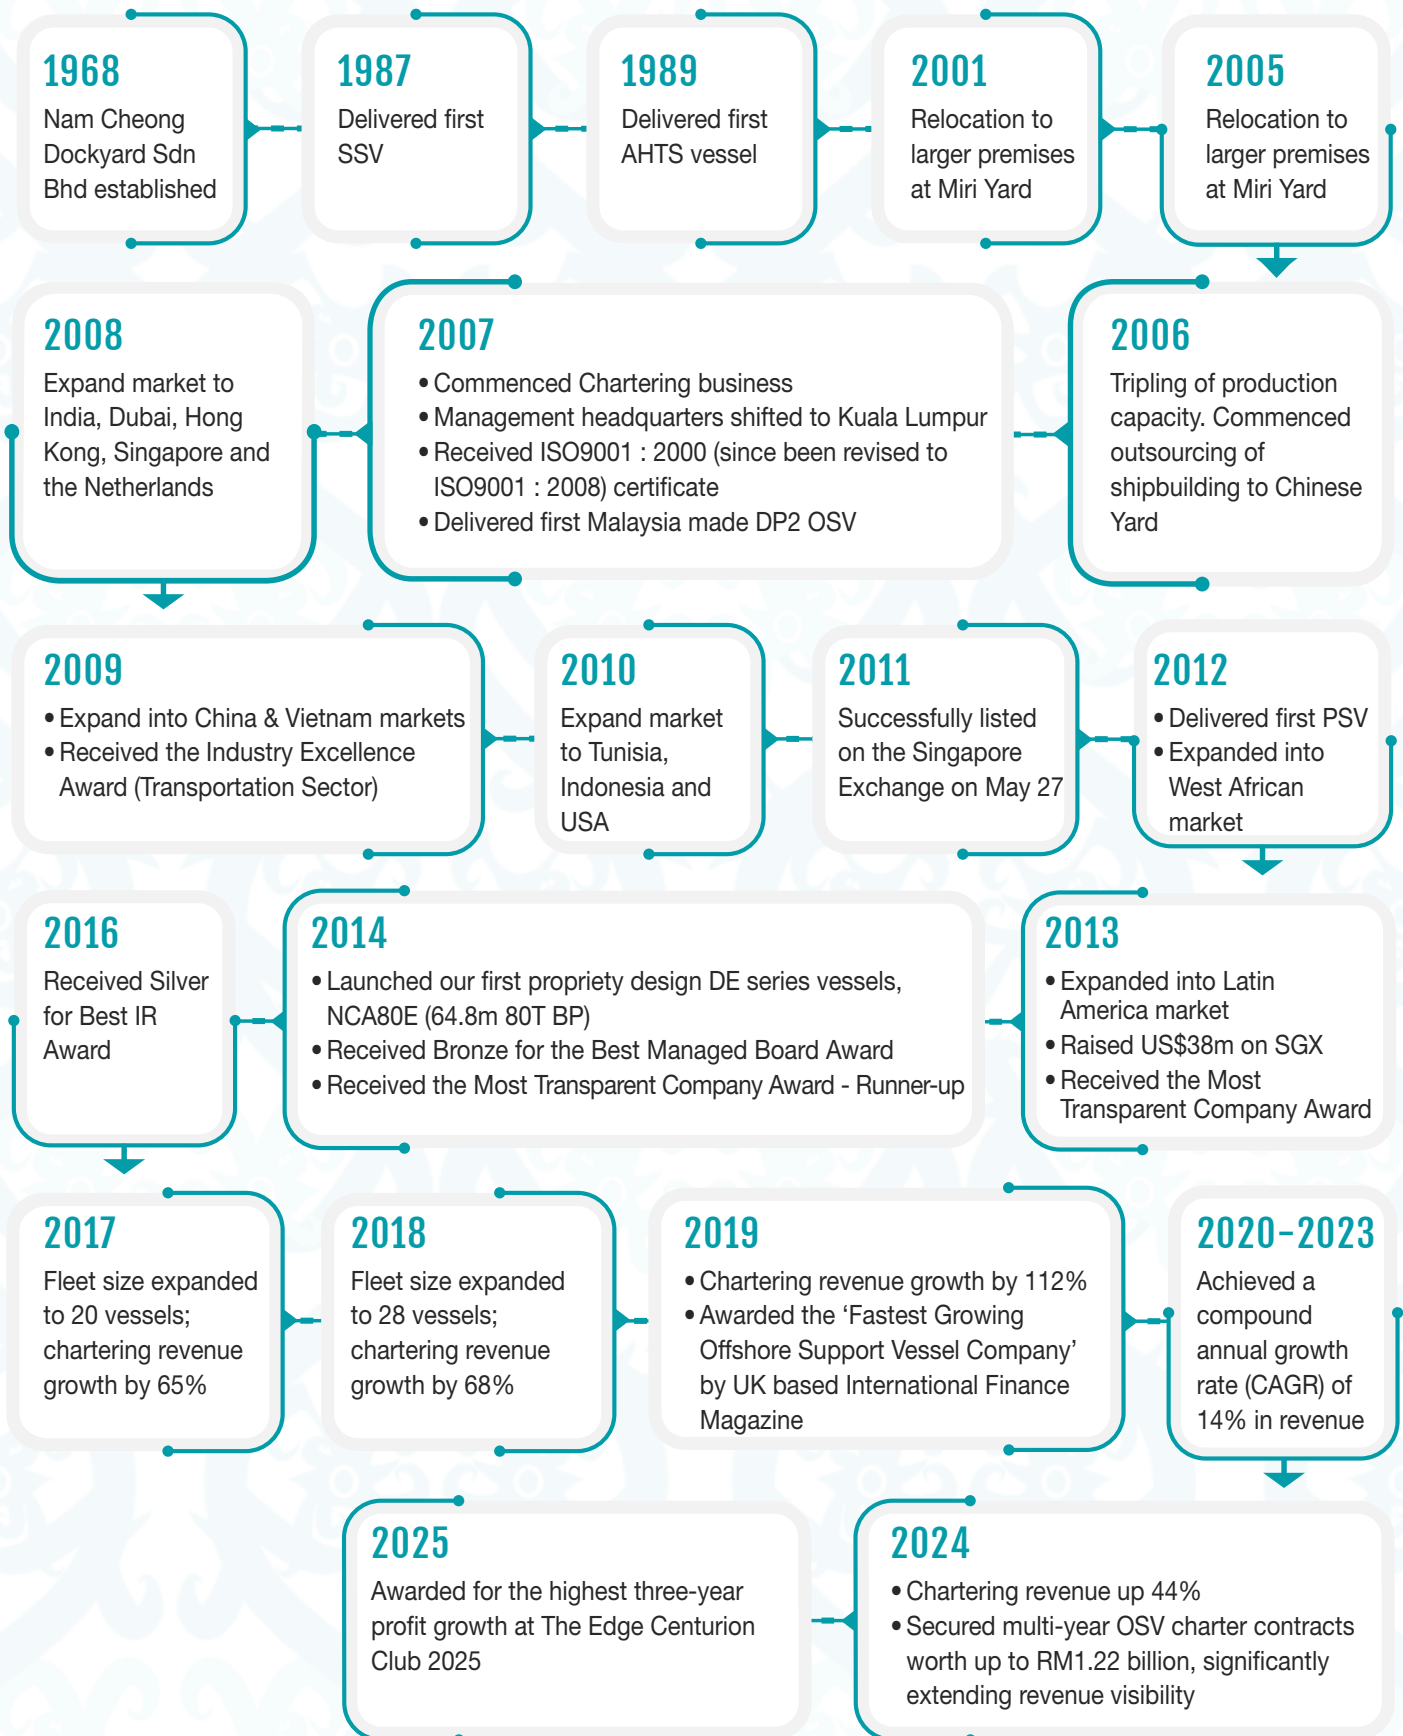 1968
Nam Cheong
Dockyard Sdn
Bhd established
1987
Delivered first
SSV
1989
Delivered first
AHTS vessel
2001
Relocation to
larger premises
at Miri Yard
2005
Relocation to
larger premises
at Miri Yard
2006
Tripling of production
capacity. Commenced
outsourcing of
shipbuilding to Chinese
Yard
2007
• Commenced Chartering business
• Management headquarters shifted to Kuala Lumpur
• Received ISO9001 : 2000 (since been revised to
ISO9001 : 2008) certificate
• Delivered first Malaysia made DP2 OSV
2008
Expand market to
India, Dubai, Hong
Kong, Singapore and
the Netherlands
2009
• Expand into China & Vietnam markets
• Received the Industry Excellence
Award (Transportation Sector)
2010
Expand market
to Tunisia,
Indonesia and
USA
2011
Successfully listed
on the Singapore
Exchange on May 27
2012
• Delivered first PSV
• Expanded into
West African
market
2013
• Expanded into Latin
America market
• Raised US$38m on SGX
• Received the Most
Transparent Company Award
2014
• Launched our first propriety design DE series vessels,
NCA80E (64.8m 80T BP)
• Received Bronze for the Best Managed Board Award
• Received the Most Transparent Company Award - Runner-up
2016
Received Silver
for Best IR
Award
2017
Fleet size expanded
to 20 vessels;
chartering revenue
growth by 65%
2018
Fleet size expanded
to 28 vessels;
chartering revenue
growth by 68%
2019
• Chartering revenue growth by 112%
• Awarded the ‘Fastest Growing
Offshore Support Vessel Company’
by UK based International Finance
Magazine
2020-2023
Achieved a
compound
annual growth
rate (CAGR) of
14% in revenue
2024
• Chartering revenue up 44%
• Secured multi-year OSV charter contracts
worth up to RM1.22 billion, significantly
extending revenue visibility
2025
Awarded for the highest three-year
profit growth at The Edge Centurion
Club 2025